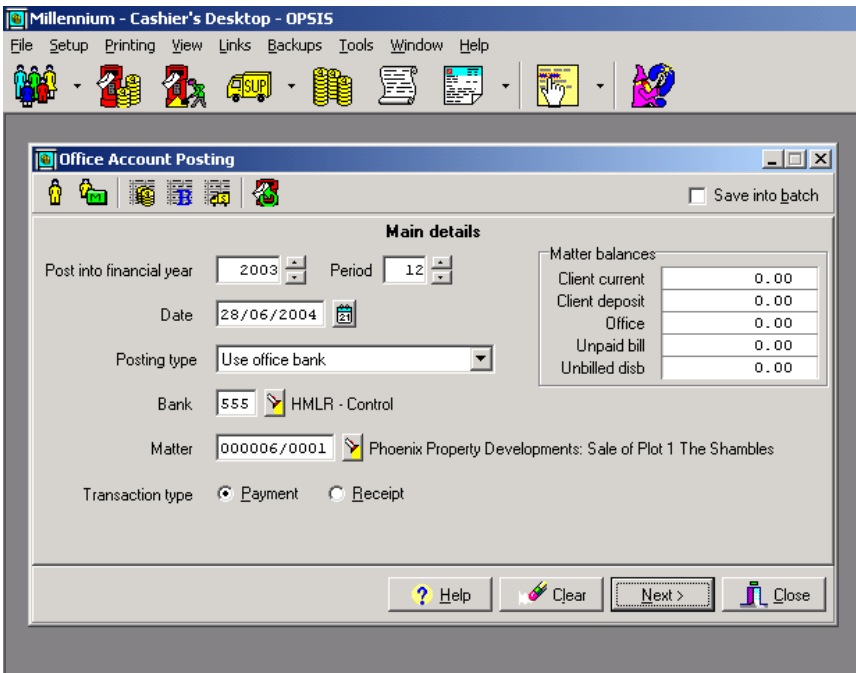 Millennium - Cashier's Desktop - OPSIS
File Setup Printing View Links Backups Tools Window Help
SUP
Office Account Posting
M B $ Save into batch
Main details
Post into financial year 2003 Period 12
Date 28/06/2004 21
Posting type Use office bank
Bank 555 HMLR - Control
Matter 000006/0001 Phoenix Property Developments: Sale of Plot 1 The Shambles
Transaction type Payment Receipt
Matter balances
Client current 0.00
Client deposit 0.00
Office 0.00
Unpaid bill 0.00
Unbilled disb 0.00
? Help Clear Next > Close